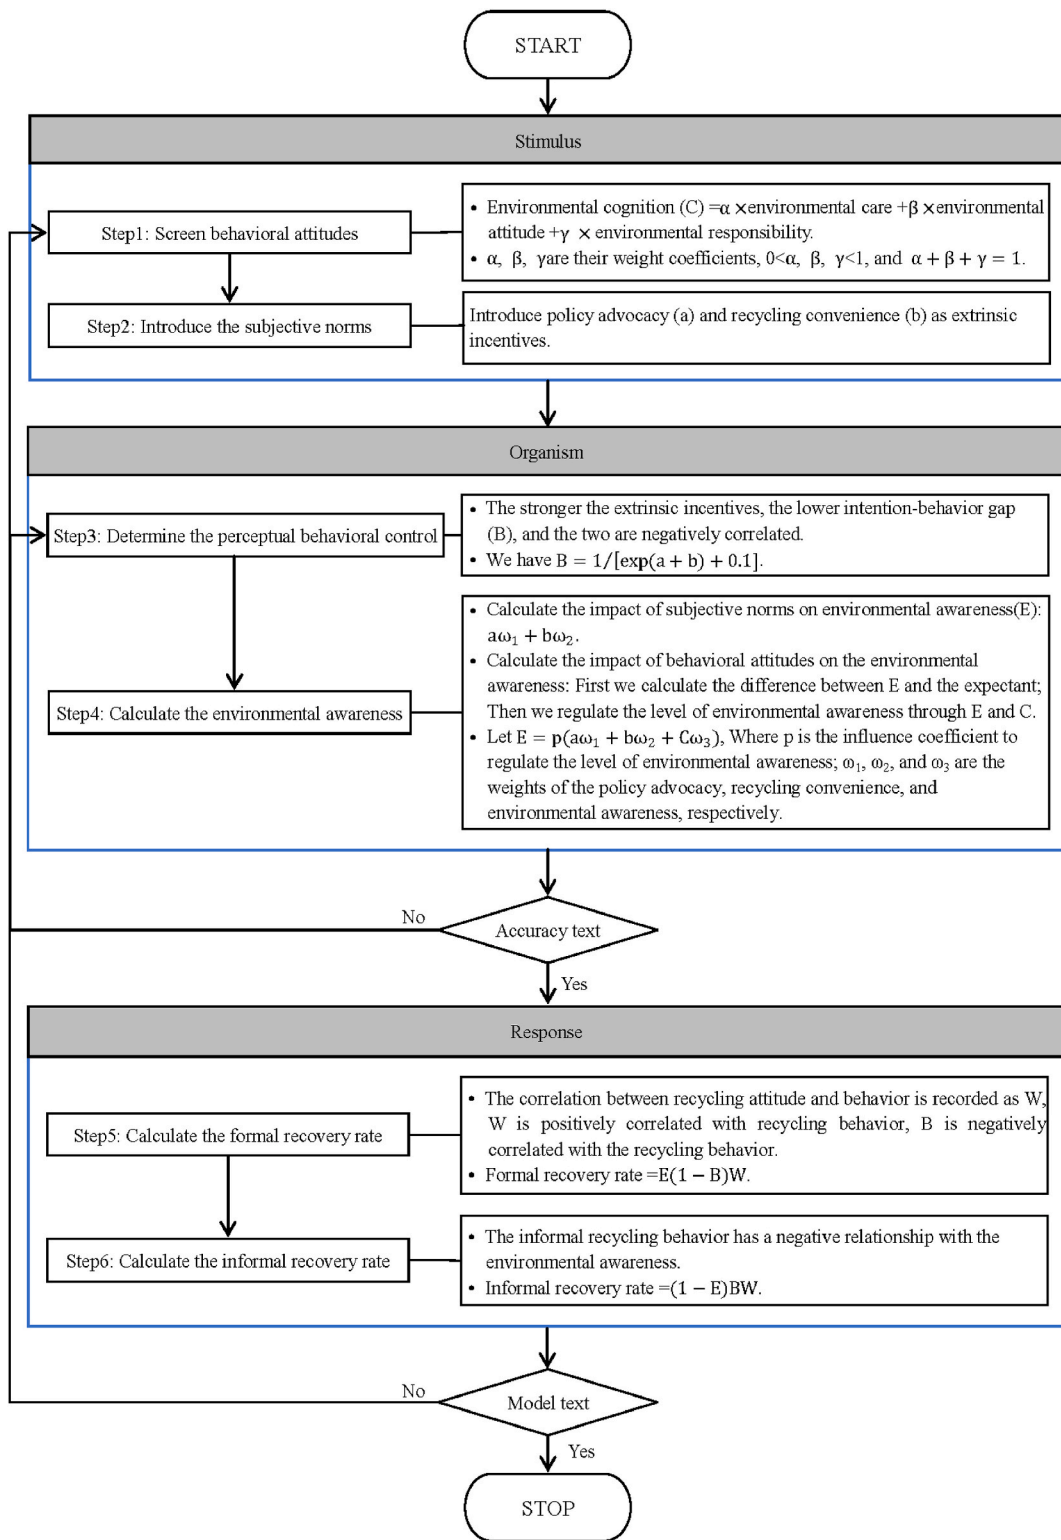 START
Stimulus
Step1: Screen behavioral attitudes
• Environmental cognition (C) =α ×environmental care +β ×environmental
attitude +γ × environmental responsibility.
• α, β, γare their weight coefficients, 0<α, β, γ<1, and α + β + γ = 1.
Step2: Introduce the subjective norms
Introduce policy advocacy (a) and recycling convenience (b) as extrinsic
incentives.
Organism
Step3: Determine the perceptual behavioral control
• The stronger the extrinsic incentives, the lower intention-behavior gap
(B), and the two are negatively correlated.
• We have B = 1/[exp(a + b) + 0.1].
Step4: Calculate the environmental awareness
• Calculate the impact of subjective norms on environmental awareness(E):
aω₁ + bω₂.
• Calculate the impact of behavioral attitudes on the environmental
awareness: First we calculate the difference between E and the expectant;
Then we regulate the level of environmental awareness through E and C.
• Let E = p(aω₁ + bω₂ + Cω₃), Where p is the influence coefficient to
regulate the level of environmental awareness; ω₁, ω₂, and ω₃ are the
weights of the policy advocacy, recycling convenience, and
environmental awareness, respectively.
No
Accuracy text
Yes
Response
Step5: Calculate the formal recovery rate
• The correlation between recycling attitude and behavior is recorded as W,
W is positively correlated with recycling behavior, B is negatively
correlated with the recycling behavior.
• Formal recovery rate =E(1 − B)W.
Step6: Calculate the informal recovery rate
• The informal recycling behavior has a negative relationship with the
environmental awareness.
• Informal recovery rate =(1 − E)BW.
No
Model text
Yes
STOP